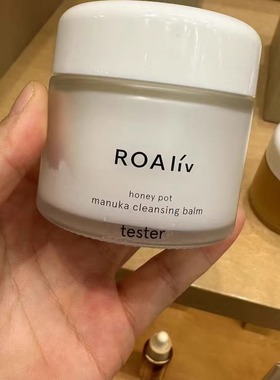 ROAlív
honey pot
manuka cleansing balm
tester